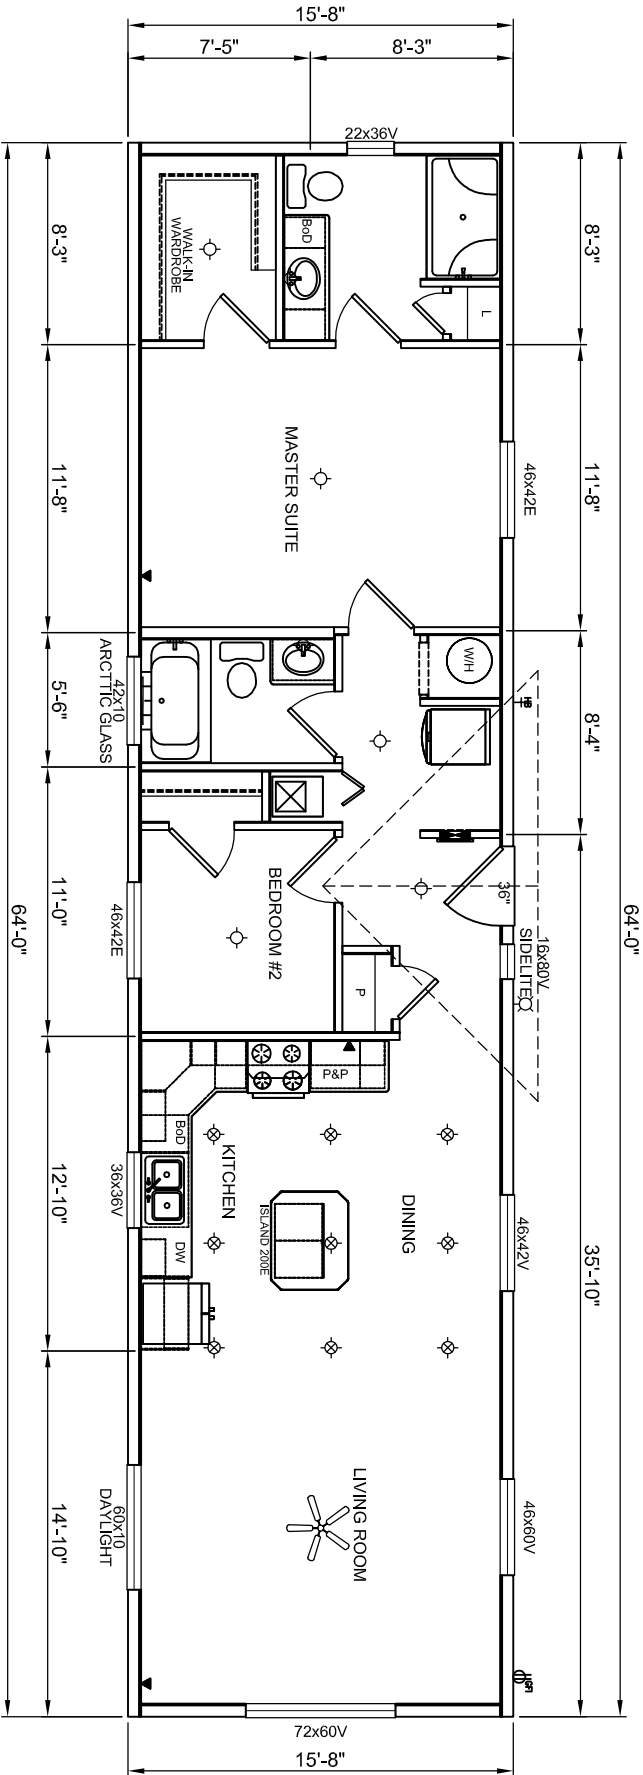 15'-8"
7'-5"
8'-3"
22x36V
8'-3"
8'-3"
WALK-IN
WARDROBE
BoD
L
11'-8"
MASTER SUITE
46x42E
11'-8"
5'-6"
42x10
ARCTTIC GLASS
W/H
HB
8'-4"
11'-0"
46x42E
BEDROOM #2
36"
16x80V
SIDELITE
P
64'-0"
64'-0"
P&P
BoD
KITCHEN
DINING
12'-10"
36x36V
DW
ISLAND 200E
46x42V
35'-10"
14'-10"
60x10
DAYLIGHT
LIVING ROOM
46x60V
GFI
72x60V
15'-8"